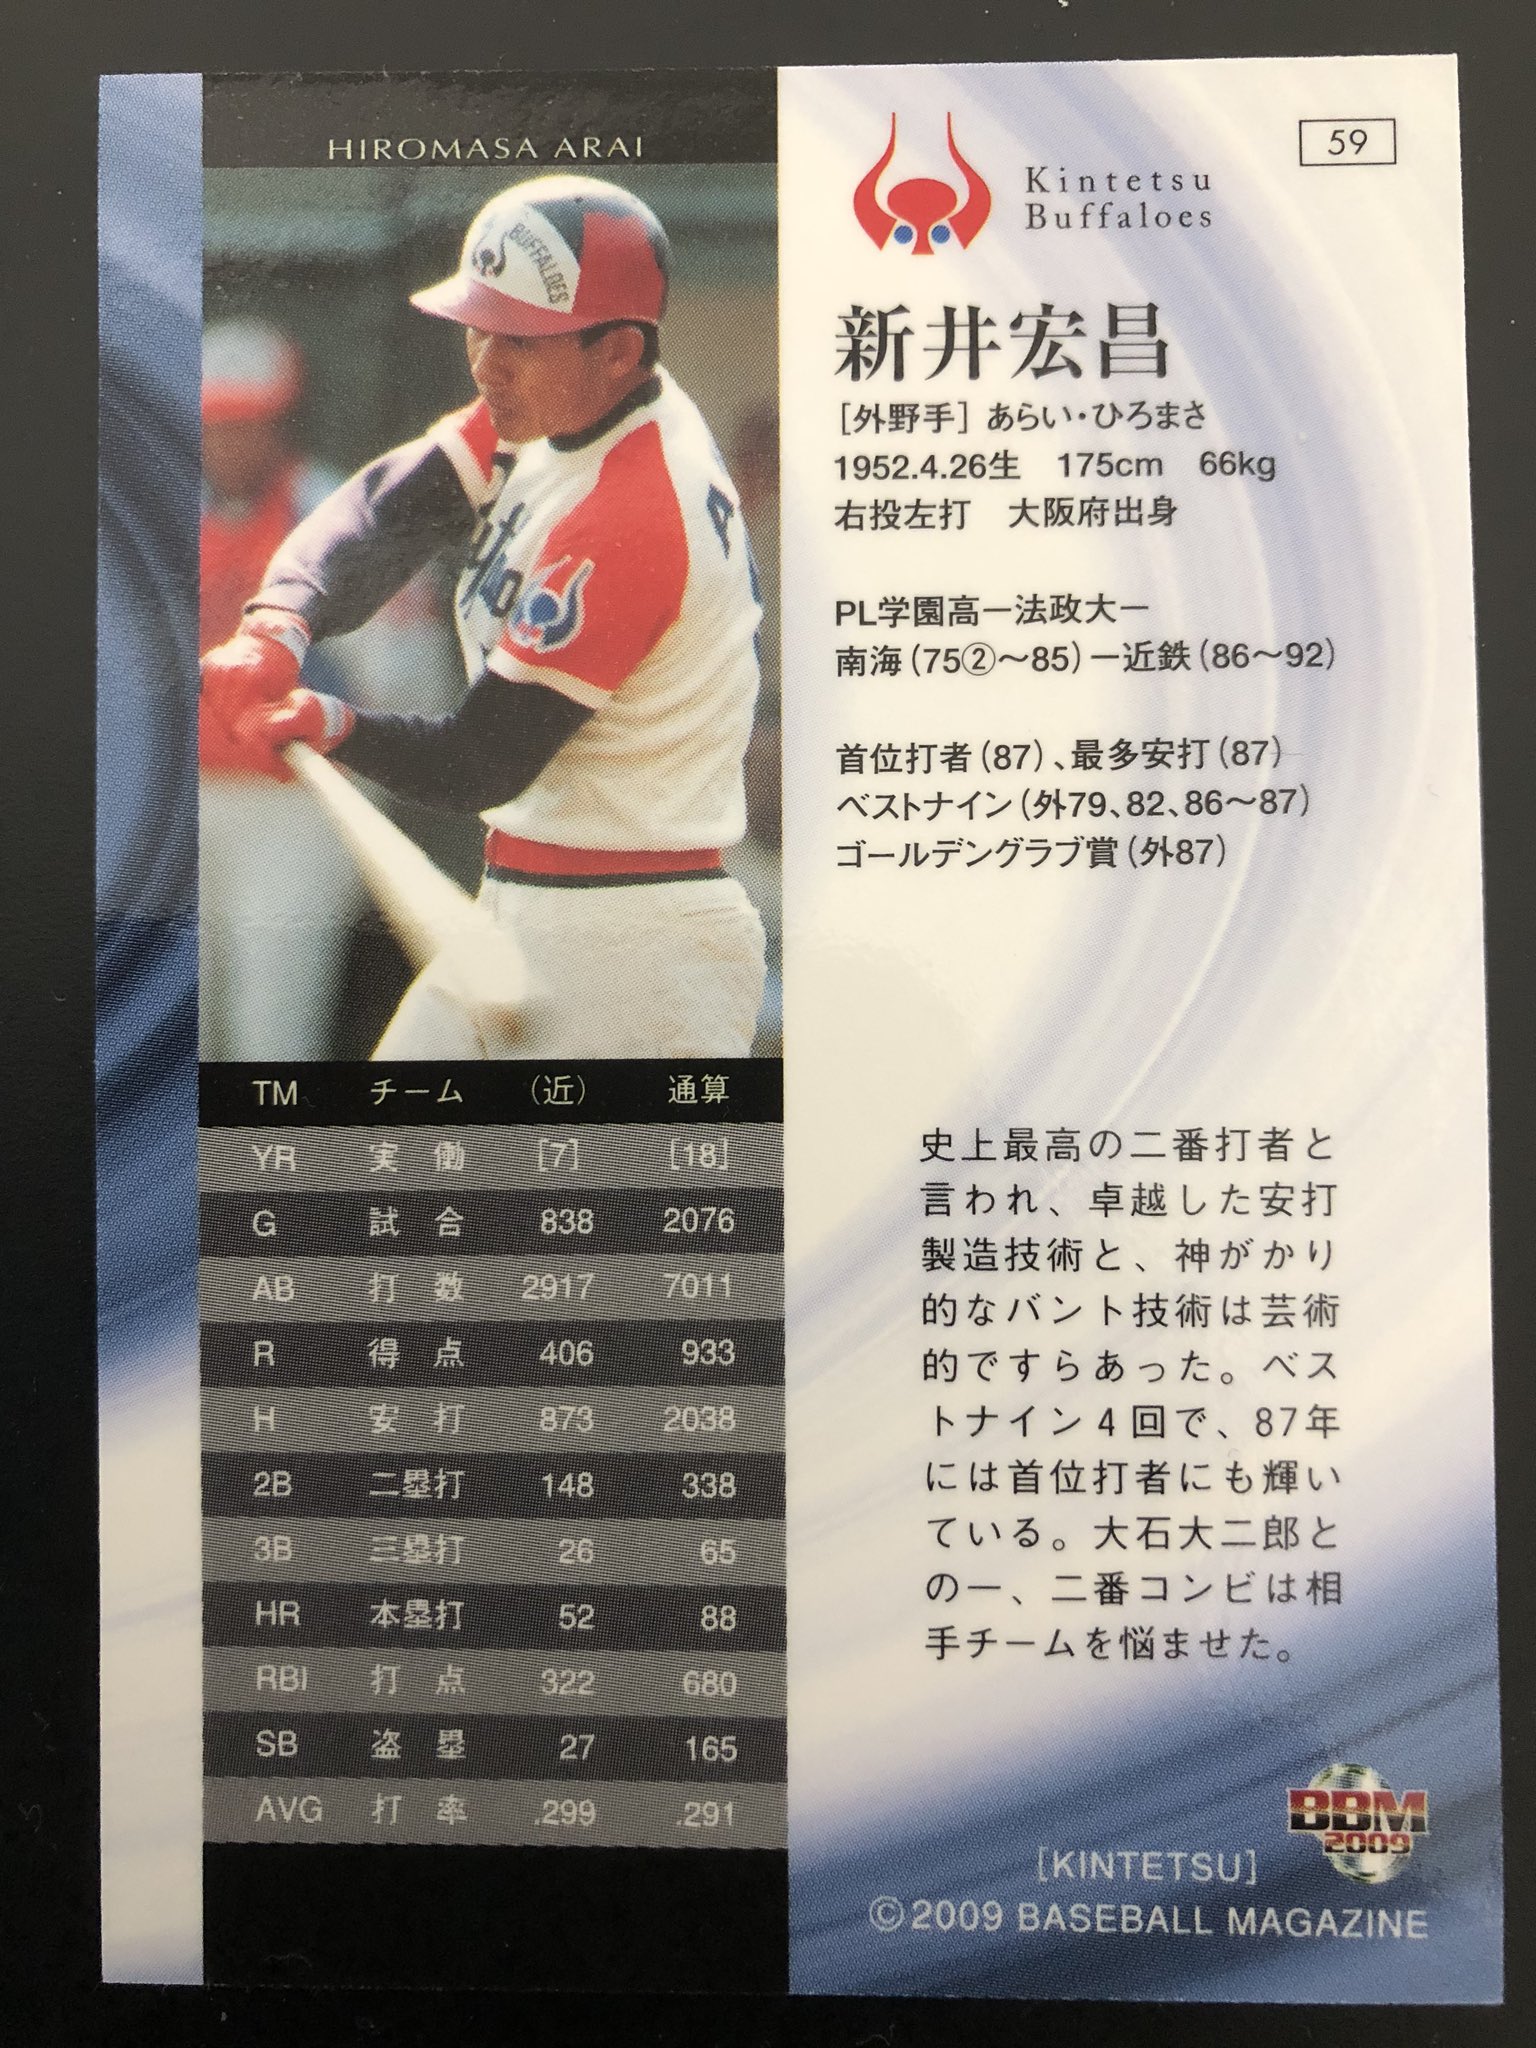 HIROMASA ARAI
BUFFALOES
59
Kintetsu
Buffaloes
新井宏昌
[外野手] あらい・ひろまさ
1952.4.26生 175cm 66kg
右投左打 大阪府出身
PL学園高ー法政大ー
南海(75②〜85)ー近鉄(86〜92)
首位打者(87)、最多安打(87)
ベストナイン(外79、82、86〜87)
ゴールデングラブ賞(外87)
TM チーム (近) 通算
YR 実働 [7] [18]
G 試合 838 2076
AB 打数 2917 7011
R 得点 406 933
H 安打 873 2038
2B 二塁打 148 338
3B 三塁打 26 65
HR 本塁打 52 88
RBI 打点 322 680
SB 盗塁 27 165
AVG 打率 .299 .291
史上最高の二番打者と
言われ、卓越した安打
製造技術と、神がかり
的なバント技術は芸術
的ですらあった。ベス
トナイン4回で、87年
には首位打者にも輝い
ている。大石大二郎と
の一、二番コンビは相
手チームを悩ませた。
BBM
2009
[KINTETSU]
©2009 BASEBALL MAGAZINE